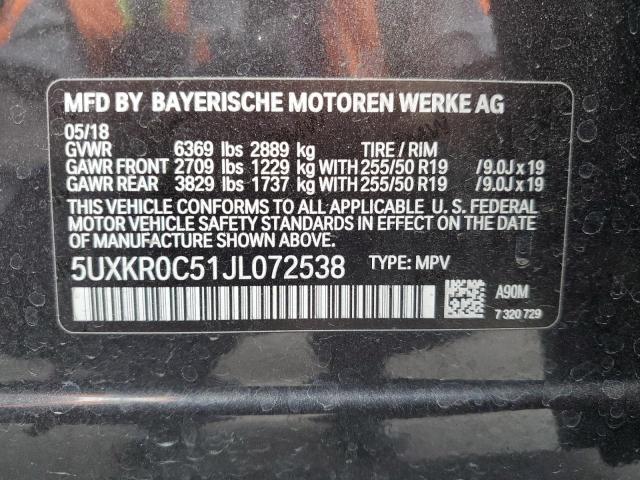 MFD BY BAYERISCHE MOTOREN WERKE AG
05/18
GVWR 6369 lbs 2889 kg TIRE / RIM
GAWR FRONT 2709 lbs 1229 kg WITH 255/50 R19 /9.0J x 19
GAWR REAR 3829 lbs 1737 kg WITH 255/50 R19 /9.0J x 19
THIS VEHICLE CONFORMS TO ALL APPLICABLE U. S. FEDERAL
MOTOR VEHICLE SAFETY STANDARDS IN EFFECT ON THE
DATE OF MANUFACTURE SHOWN ABOVE.
5UXKR0C51JL072538 TYPE: MPV
A90M
7 320 729